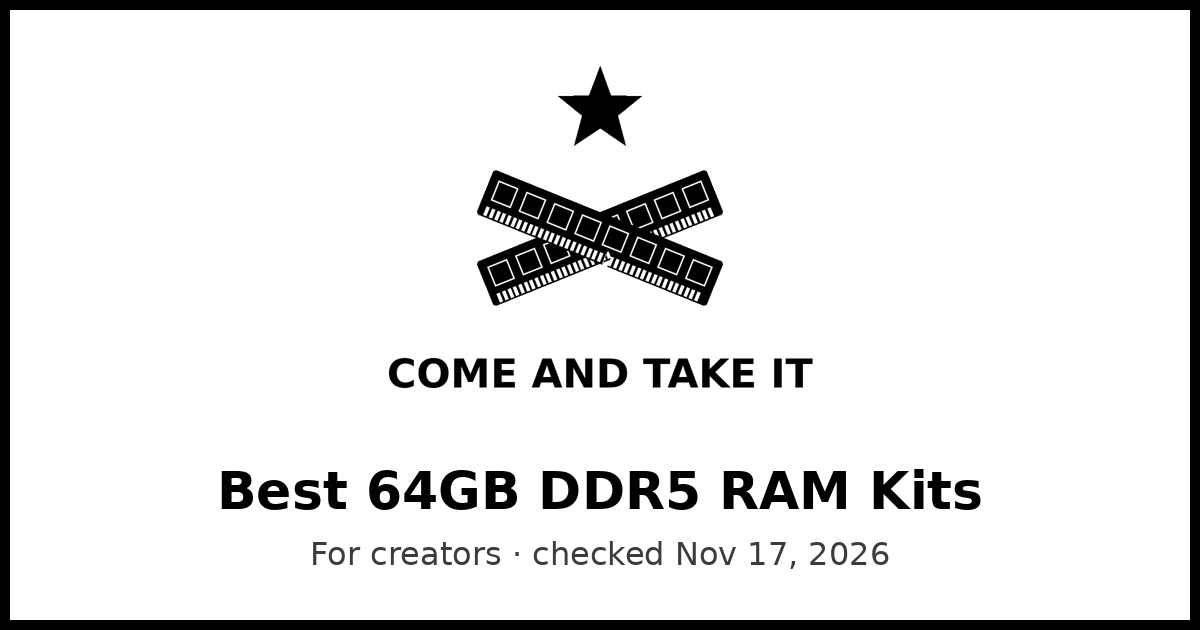 COME AND TAKE IT
Best 64GB DDR5 RAM Kits
For creators · checked Nov 17, 2026